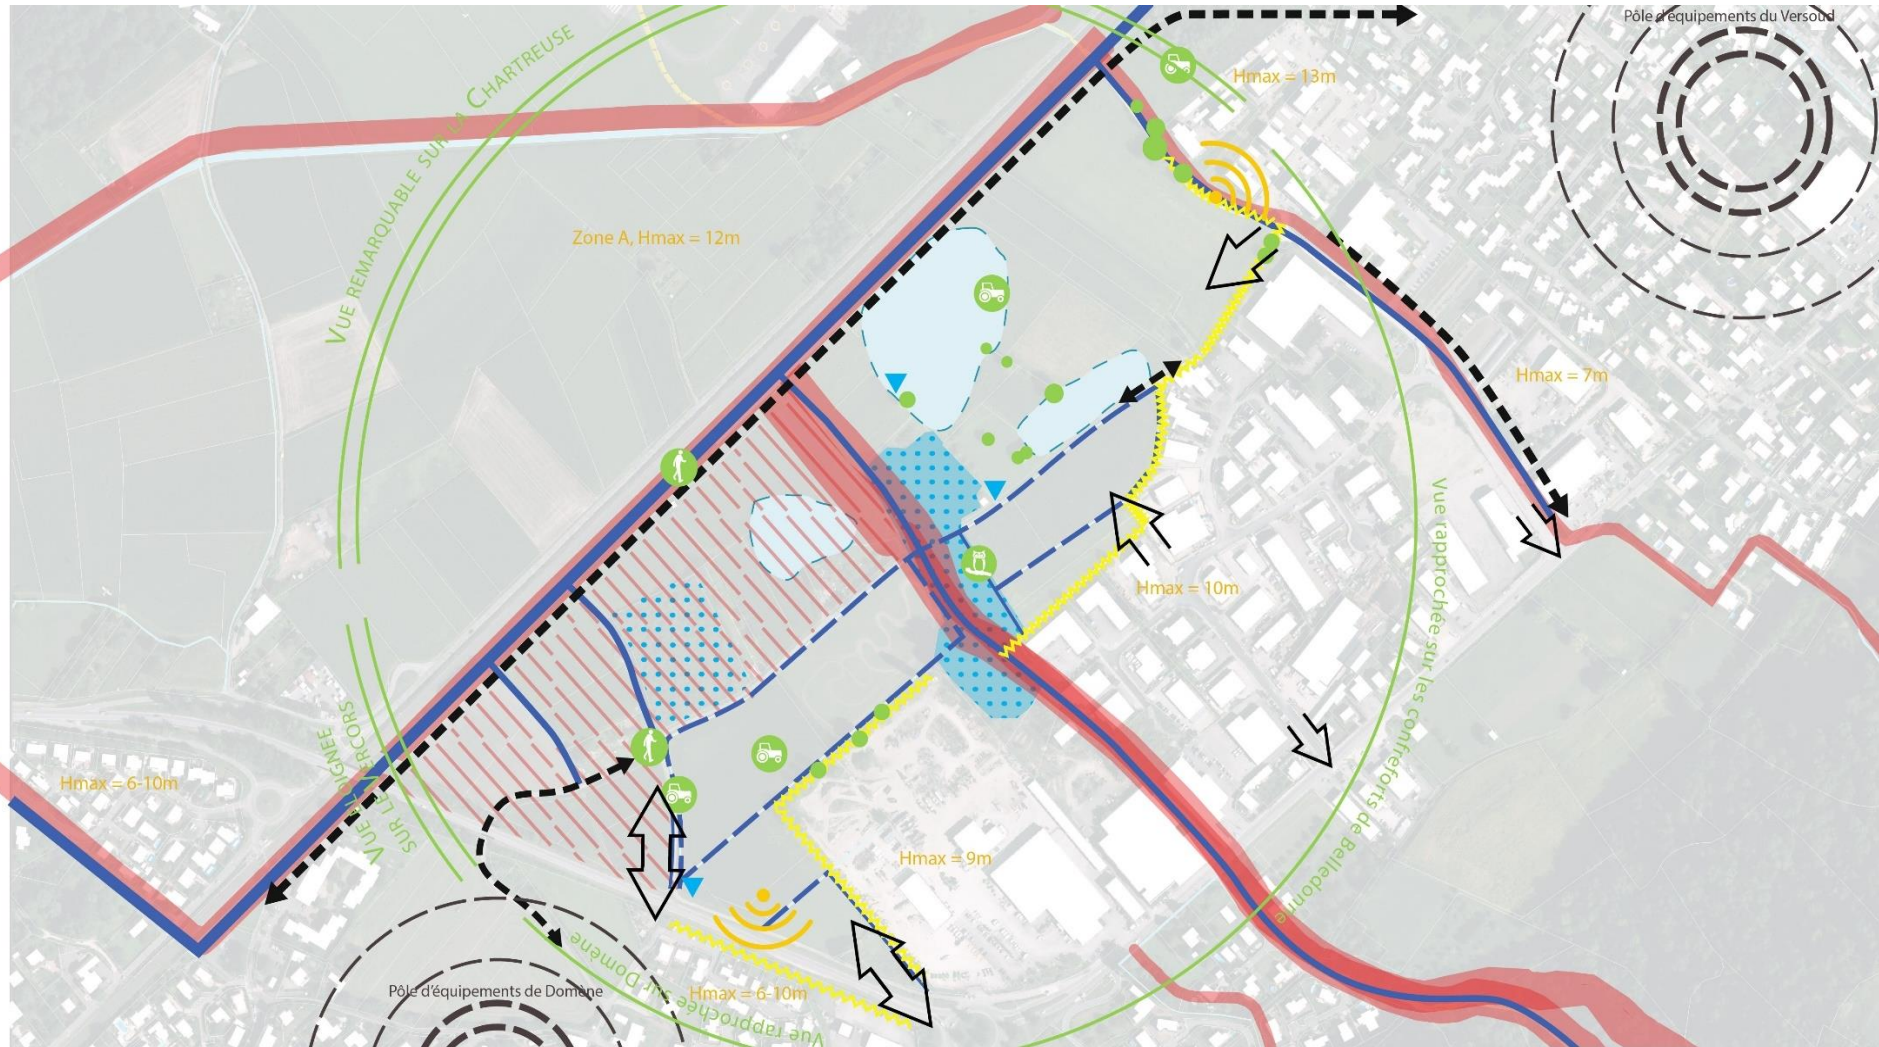 Pôle d'équipements du Versoud
VUE REMARQUABLE SUR LA CHARTREUSE
Hmax = 13m
Zone A, Hmax = 12m
Hmax = 7m
Vue rapprochée sur les confreforts de Belledonne
Hmax = 10m
VUE ELOIGNEE
SUR LE VERCORS
Hmax = 6-10m
Hmax = 9m
Pôle d'équipements de Domène
Hmax = 6-10m
Vue rapprochée sur Domène